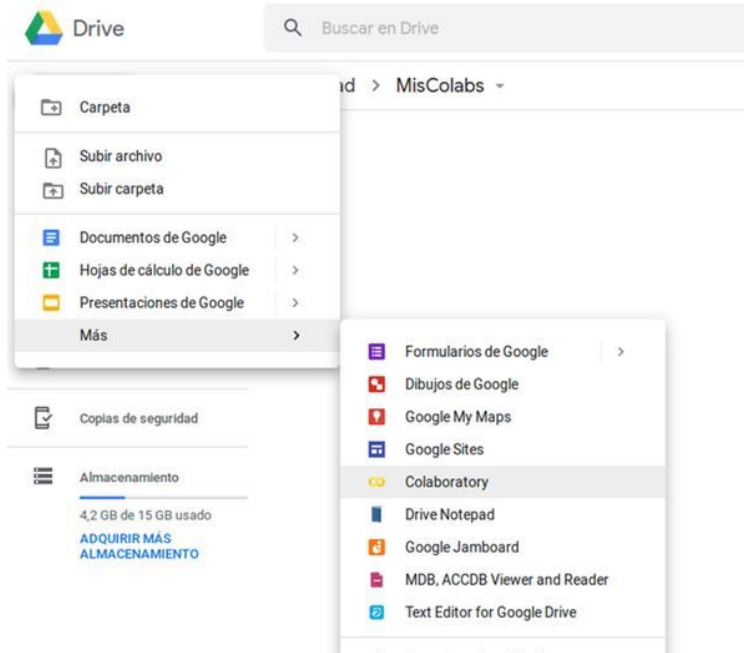 Drive
Buscar en Drive
ad > MisColabs
Carpeta
Subir archivo
Subir carpeta
Documentos de Google
Hojas de cálculo de Google
Presentaciones de Google
Más
Formularios de Google
Dibujos de Google
Google My Maps
Google Sites
Colaboratory
Drive Notepad
Google Jamboard
MDB, ACCDB Viewer and Reader
Text Editor for Google Drive
Copias de seguridad
Almacenamiento
4,2 GB de 15 GB usado
ADQUIRIR MÁS
ALMACENAMIENTO